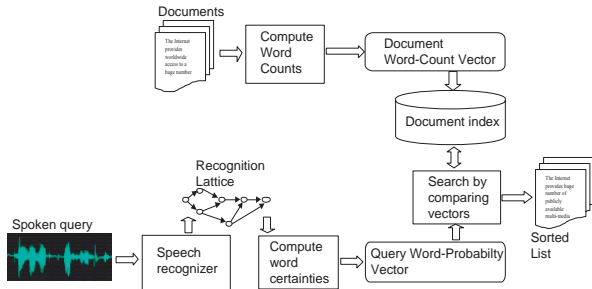 Documents
The Internet
provides
worldwide
access to a
huge number
Compute
Word
Counts
Document
Word-Count Vector
Document index
Recognition
Lattice
Search by
comparing
vectors
The Internet
provides huge
number of
publicly
available
multi-media
Sorted
List
Spoken query
Speech
recognizer
Compute
word
certainties
Query Word-Probabilty
Vector